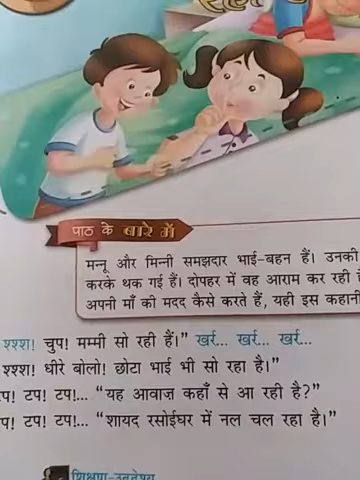 पाठ के बारे में
मन्नू और मिन्नी समझदार भाई-बहन हैं। उनकी
करके थक गई हैं। दोपहर में वह आराम कर रही
अपनी माँ की मदद कैसे करते हैं, यही इस कहानी
श्श्श! चुप! मम्मी सो रही हैं।” खर्र... खर्र... खर्र...
श्श्श! धीरे बोलो! छोटा भाई भी सो रहा है।”
टप! टप!... “यह आवाज़ कहाँ से आ रही है?”
टप! टप!... “शायद रसोईघर में नल चल रहा है।”